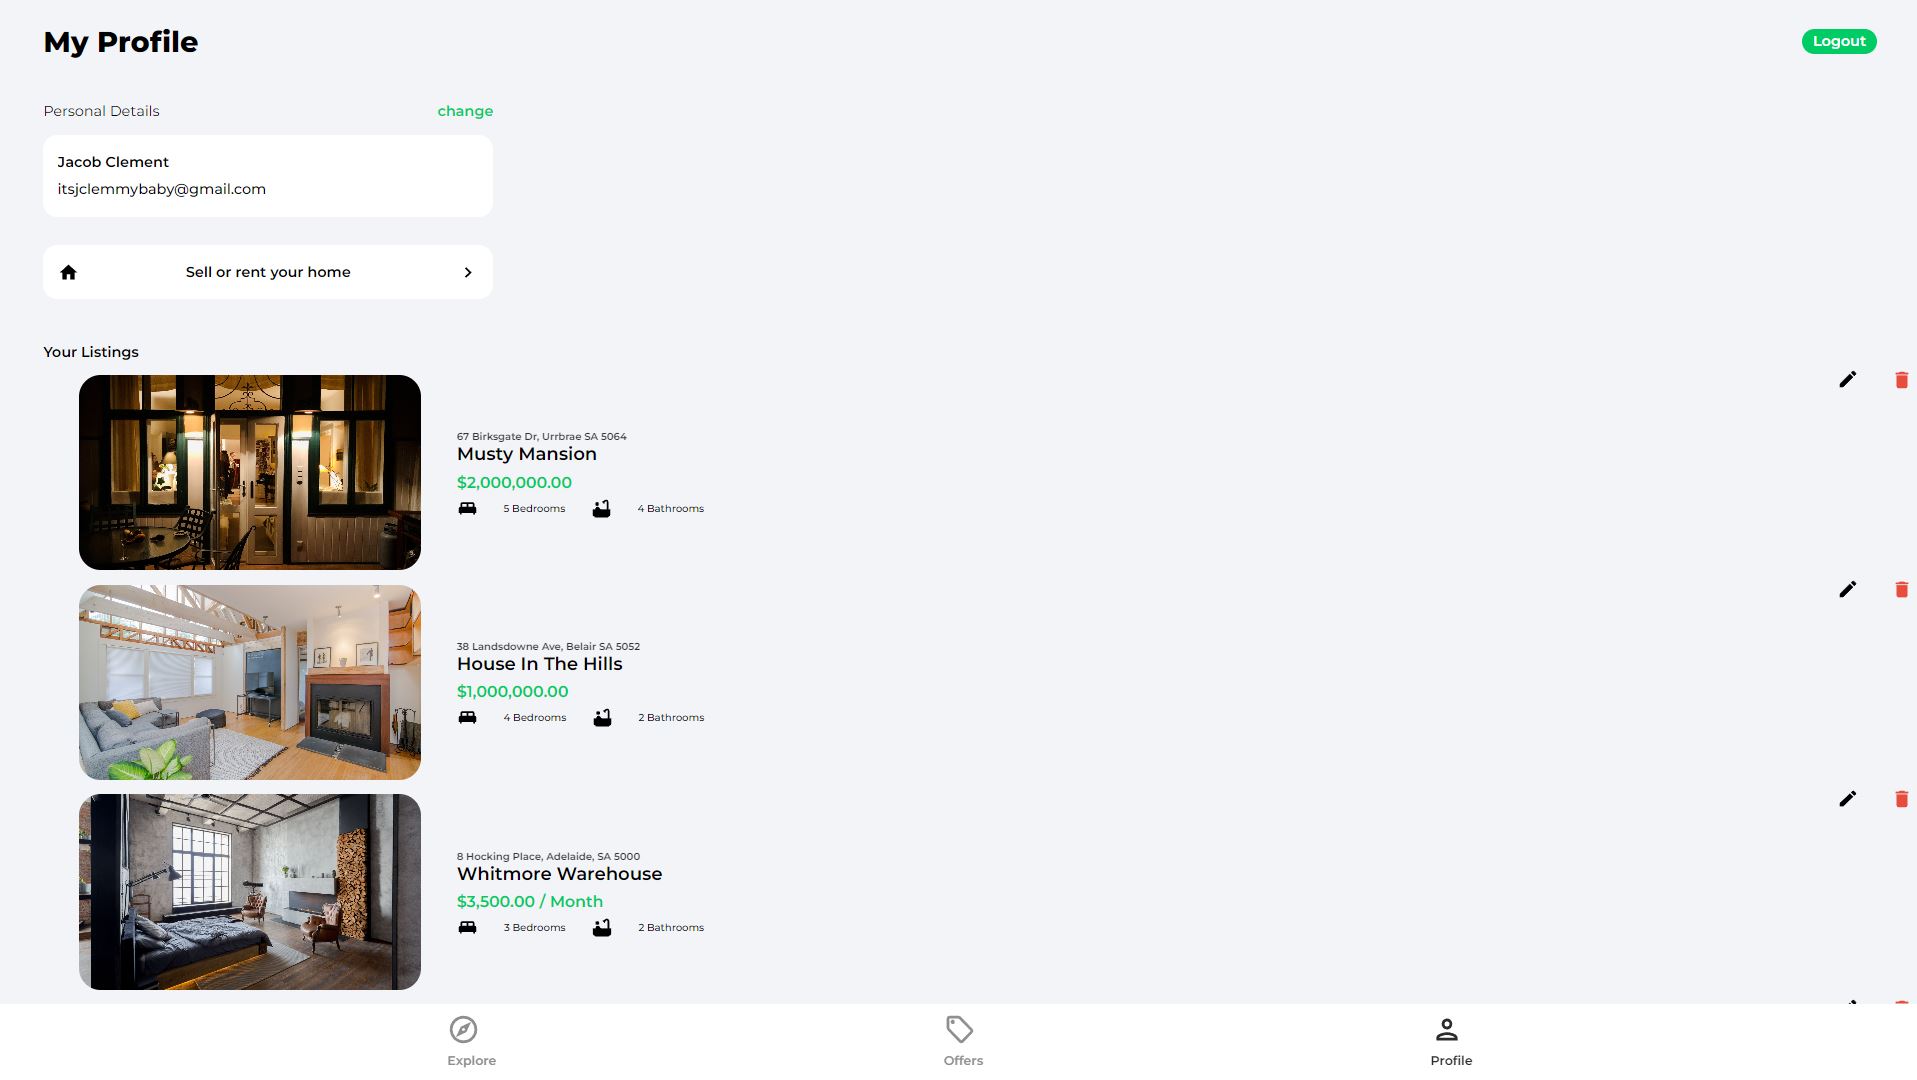 My Profile
Logout
Personal Details
change
Jacob Clement
itsjclemmybaby@gmail.com
Sell or rent your home
Your Listings
67 Birksgate Dr, Urrbrae SA 5064
Musty Mansion
$2,000,000.00
5 Bedrooms 4 Bathrooms
38 Landsdowne Ave, Belair SA 5052
House In The Hills
$1,000,000.00
4 Bedrooms 2 Bathrooms
8 Hocking Place, Adelaide, SA 5000
Whitmore Warehouse
$3,500.00 / Month
3 Bedrooms 2 Bathrooms
Explore Offers Profile